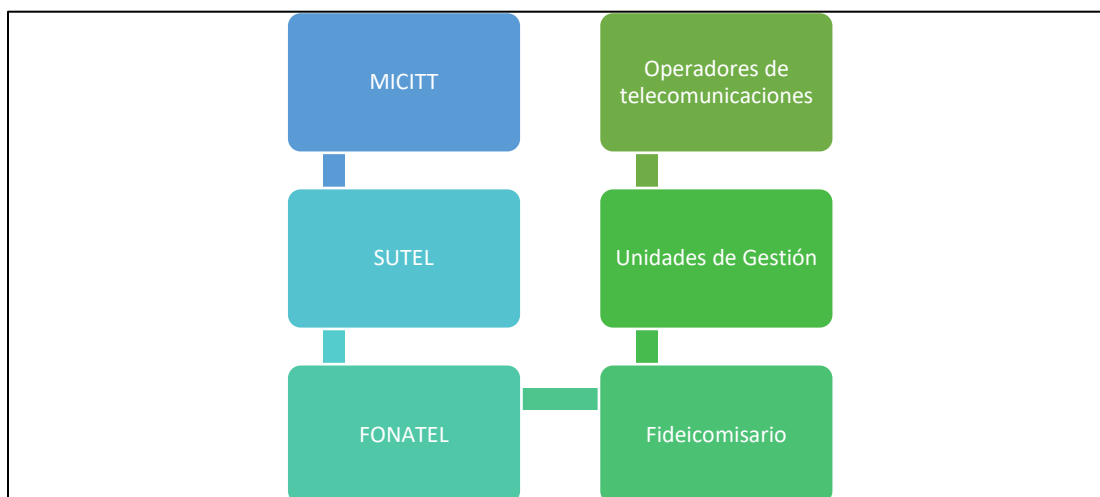 MICITT
SUTEL
FONATEL
Fideicomisario
Unidades de Gestión
Operadores de
telecomunicaciones